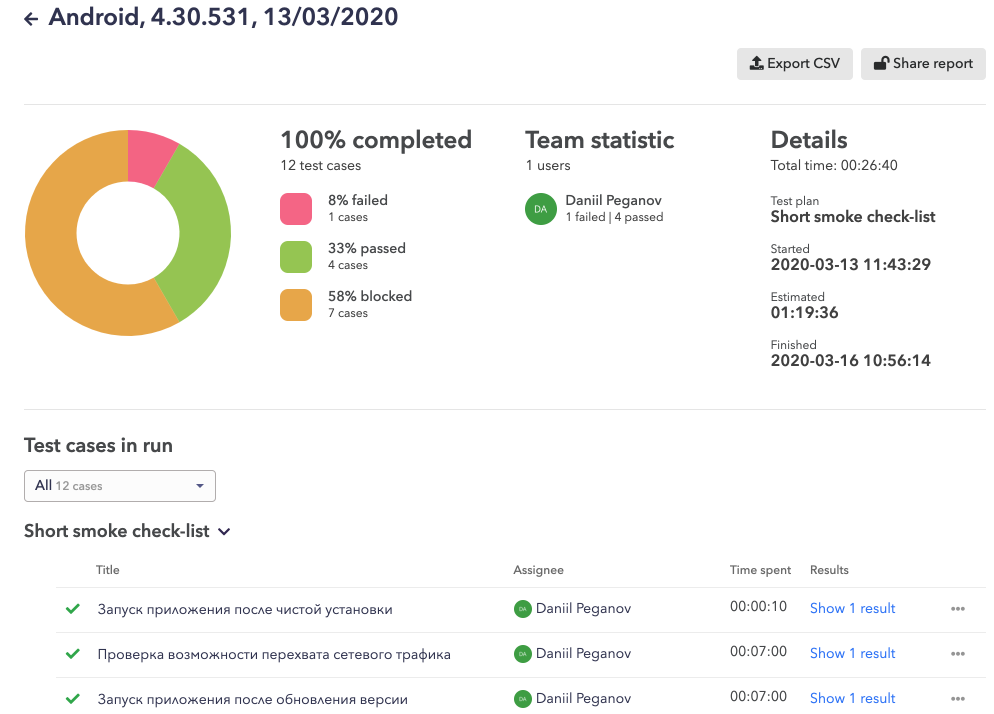 ← Android, 4.30.531, 13/03/2020
Export CSV
Share report
100% completed
12 test cases
8% failed
1 cases
33% passed
4 cases
58% blocked
7 cases
Team statistic
1 users
DA
Daniil Peganov
1 failed | 4 passed
Details
Total time: 00:26:40
Test plan
Short smoke check-list
Started
2020-03-13 11:43:29
Estimated
01:19:36
Finished
2020-03-16 10:56:14
Test cases in run
All 12 cases
Short smoke check-list
Title Assignee Time spent Results
Запуск приложения после чистой установки DA Daniil Peganov 00:00:10 Show 1 result
Проверка возможности перехвата сетевого трафика DA Daniil Peganov 00:07:00 Show 1 result
Запуск приложения после обновления версии DA Daniil Peganov 00:07:00 Show 1 result